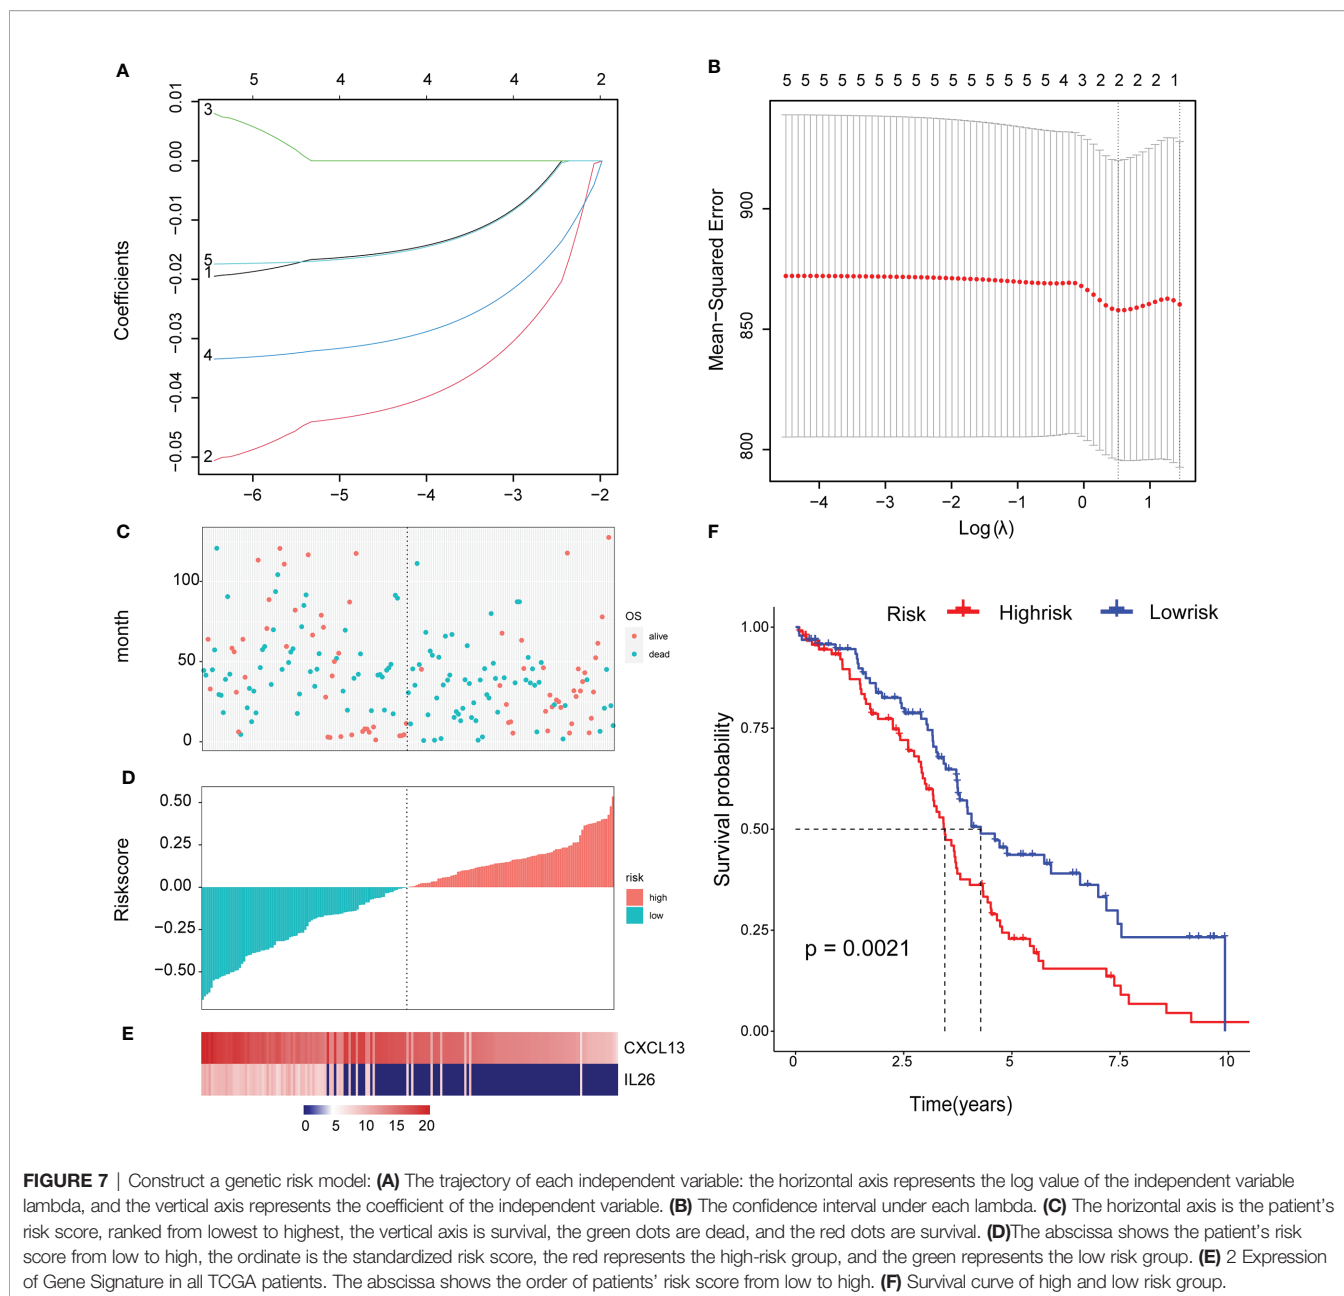 A
5 4 4 4 2
0.01
0.00
−0.01
−0.02
−0.03
−0.04
−0.05
Coefficients
3
5
1
4
2
−6 −5 −4 −3 −2
B
5 5 5 5 5 5 5 5 5 5 5 5 5 5 5 4 3 2 2 2 2 1
900
850
800
Mean−Squared Error
−4 −3 −2 −1 0 1
Log(λ)
C
100
50
0
month
OS
alive
dead
D
0.50
0.25
0.00
−0.25
−0.50
Riskscore
risk
high
low
E
CXCL13
IL26
0 5 10 15 20
F
Risk Highrisk Lowrisk
1.00
0.75
0.50
0.25
0.00
Survival probability
p = 0.0021
0 2.5 5 7.5 10
Time(years)
FIGURE 7 | Construct a genetic risk model: (A) The trajectory of each independent variable: the horizontal axis represents the log value of the independent variable
lambda, and the vertical axis represents the coefficient of the independent variable. (B) The confidence interval under each lambda. (C) The horizontal axis is the patient's
risk score, ranked from lowest to highest, the vertical axis is survival, the green dots are dead, and the red dots are survival. (D)The abscissa shows the patient's risk
score from low to high, the ordinate is the standardized risk score, the red represents the high-risk group, and the green represents the low risk group. (E) 2 Expression
of Gene Signature in all TCGA patients. The abscissa shows the order of patients' risk score from low to high. (F) Survival curve of high and low risk group.